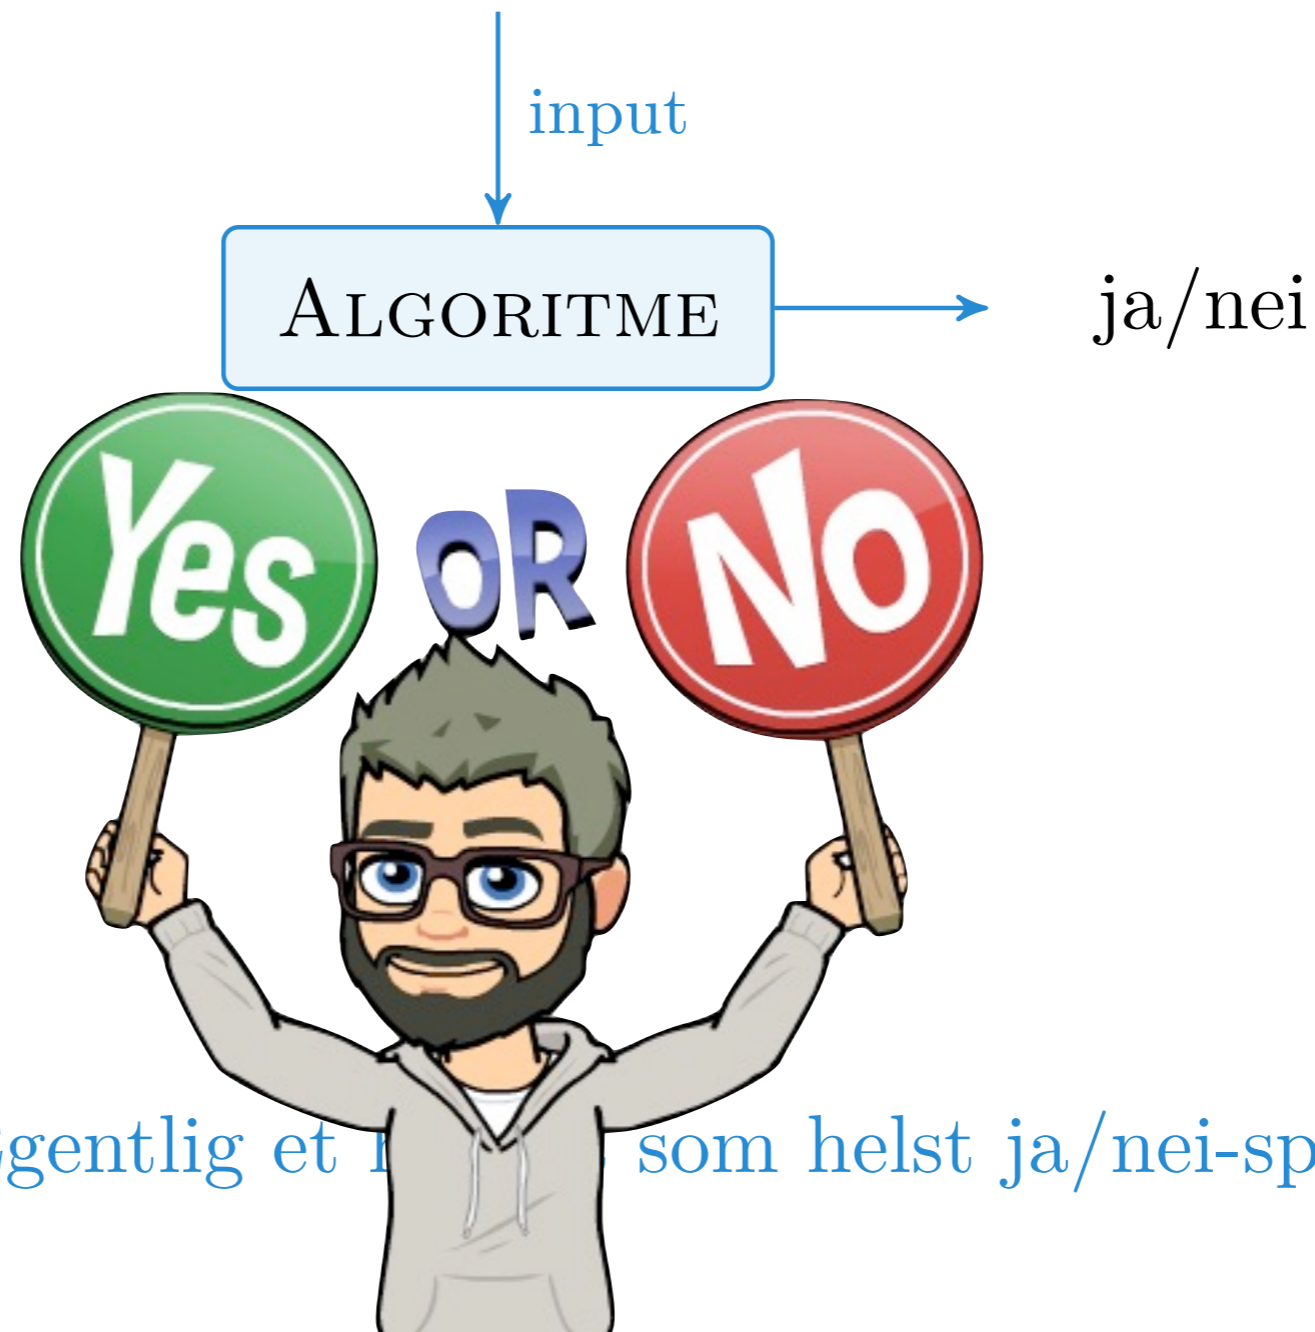 input
ALGORITME
ja/nei
Yes OR No
gentlig et som helst ja/nei-sp